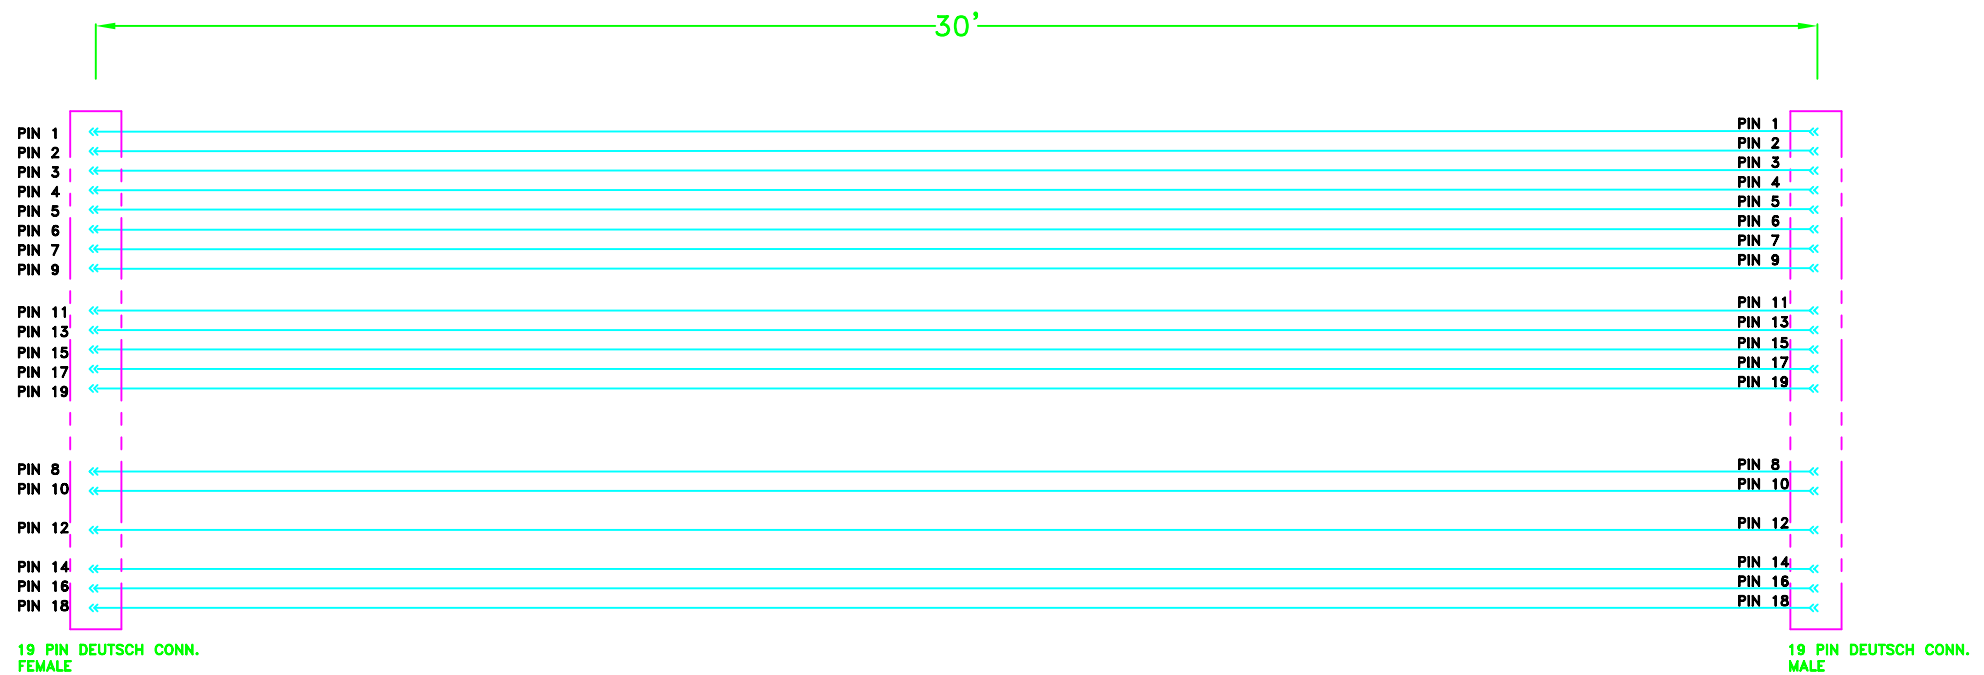 30'
PIN 1
PIN 2
PIN 3
PIN 4
PIN 5
PIN 6
PIN 7
PIN 9
PIN 11
PIN 13
PIN 15
PIN 17
PIN 19
PIN 8
PIN 10
PIN 12
PIN 14
PIN 16
PIN 18
19 PIN DEUTSCH CONN.
FEMALE
PIN 1
PIN 2
PIN 3
PIN 4
PIN 5
PIN 6
PIN 7
PIN 9
PIN 11
PIN 13
PIN 15
PIN 17
PIN 19
PIN 8
PIN 10
PIN 12
PIN 14
PIN 16
PIN 18
19 PIN DEUTSCH CONN.
MALE